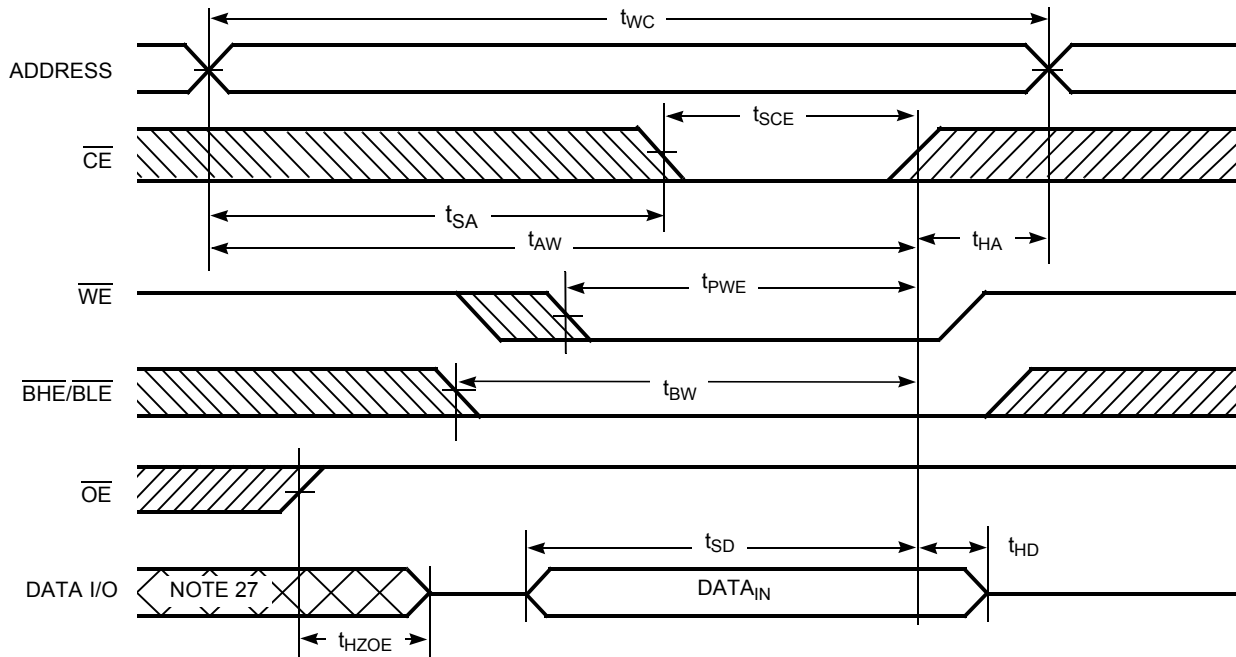 tWC
ADDRESS
tSCE
CE
tSA
tAW
tHA
WE
tPWE
BHE/BLE
tBW
OE
tSD
tHD
DATA I/O
NOTE 27
DATAIN
tHZOE